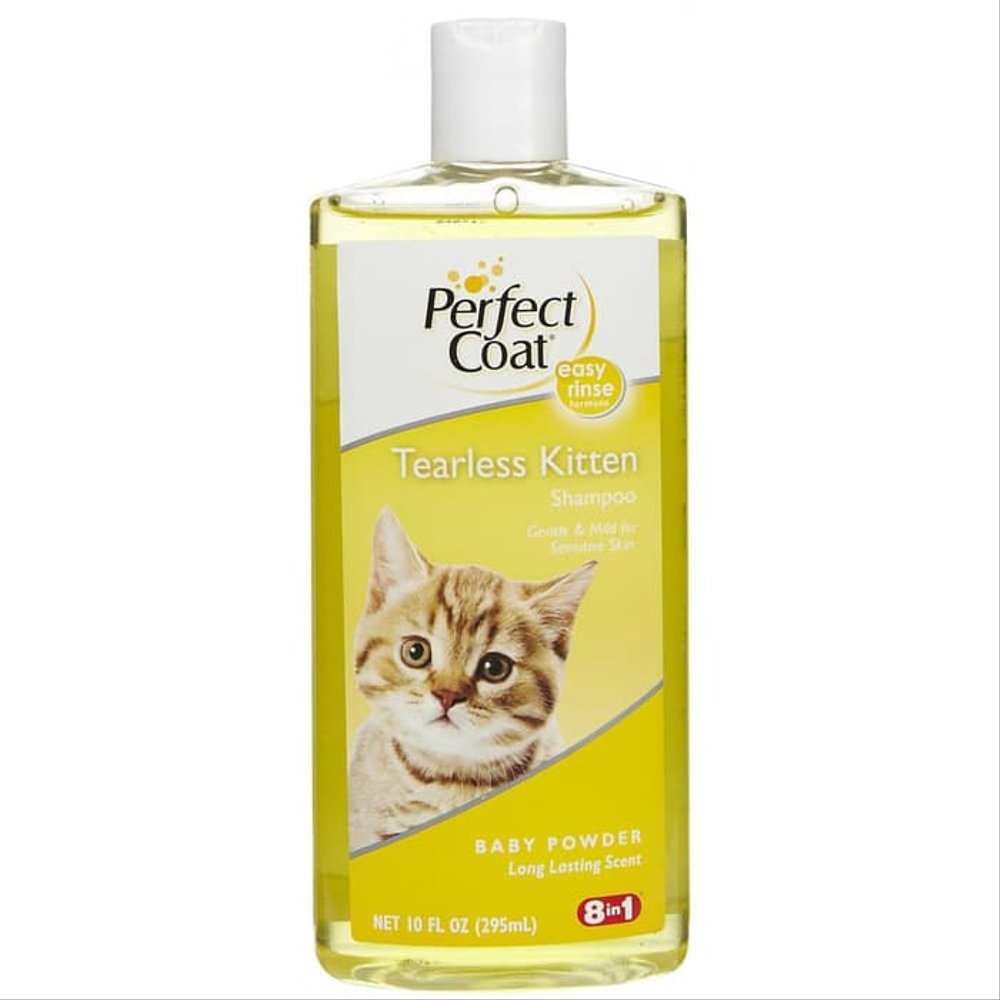 Perfect
Coat®
easy
rinse
formula
Tearless Kitten
Shampoo
Gentle & Mild for
Sensitive Skin
BABY POWDER
Long Lasting Scent
8in1
NET 10 FL OZ (295mL)